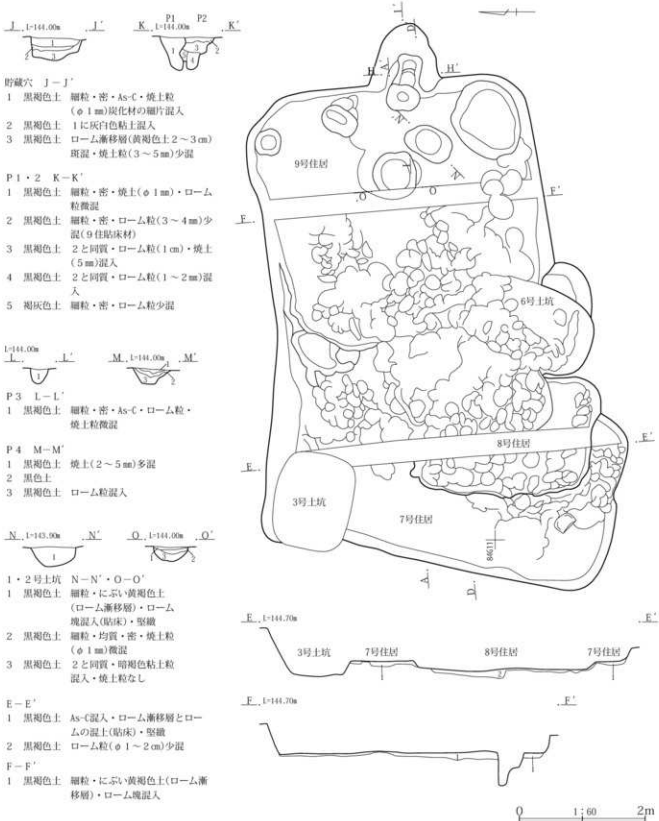 J L=144.00m J′ K P1 P2 L=144.00m K′
1
2
3
1
3
4
貯蔵穴 J－J′
1 黒褐色土 細粒・密・As-C・焼土粒
(φ1㎜)炭化材の細片混入
2 黒褐色土 1に灰白色粘土混入
3 黒褐色土 ローム漸移層(黄褐色土2～3㎝)
斑混・焼土粒(3～5㎜)少混
P1・2 K－K′
1 黒褐色土 細粒・密・焼土(φ1㎜)・ローム
粒微混
2 黒褐色土 細粒・密・ローム粒(3～4㎜)少
混(9住貼床材)
3 黒褐色土 2と同質・ローム粒(1㎝)・焼土
(5㎜)混入
4 黒褐色土 2と同質・ローム粒(1～2㎜)混
入
5 褐灰色土 細粒・密・ローム粒少混
L=144.00m
L L′ M L=144.00m M′
1
1
2
3
P3 L－L′
1 黒褐色土 細粒・密・As-C・ローム粒・
焼土粒微混
P4 M－M′
1 黒褐色土 焼土(2～5㎜)多混
2 黒色土
3 黒褐色土 ローム粒混入
N L=143.00m N′ O L=144.00m O′
1
3
2
1・2号土坑 N－N′・O－O′
1 黒褐色土 細粒・にぶい黄褐色土
(ローム漸移層)・ローム
塊混入(貼床)・堅緻
2 黒褐色土 細粒・均質・密・焼土粒
(φ1㎜)微混
3 黒褐色土 2と同質・暗褐色粘土粒
混入・焼土粒なし
E－E′
1 黒褐色土 As-C混入・ローム漸移層とロー
ムの混土(貼床)・堅緻
2 黒褐色土 ローム粒(φ1～2㎝)少混
F－F′
1 黒褐色土 細粒・にぶい黄褐色土(ローム漸
移層)・ローム塊混入
D
A
H H′
N
9号住居
N
O O
F F′
6号土坑
8号住居
E E′
3号土坑
7号住居
84611
A
D
E L=144.70m E′
3号土坑 7号住居 8号住居 7号住居
1 2 1
F L=144.70m F′
1 1
0 1:60 2m